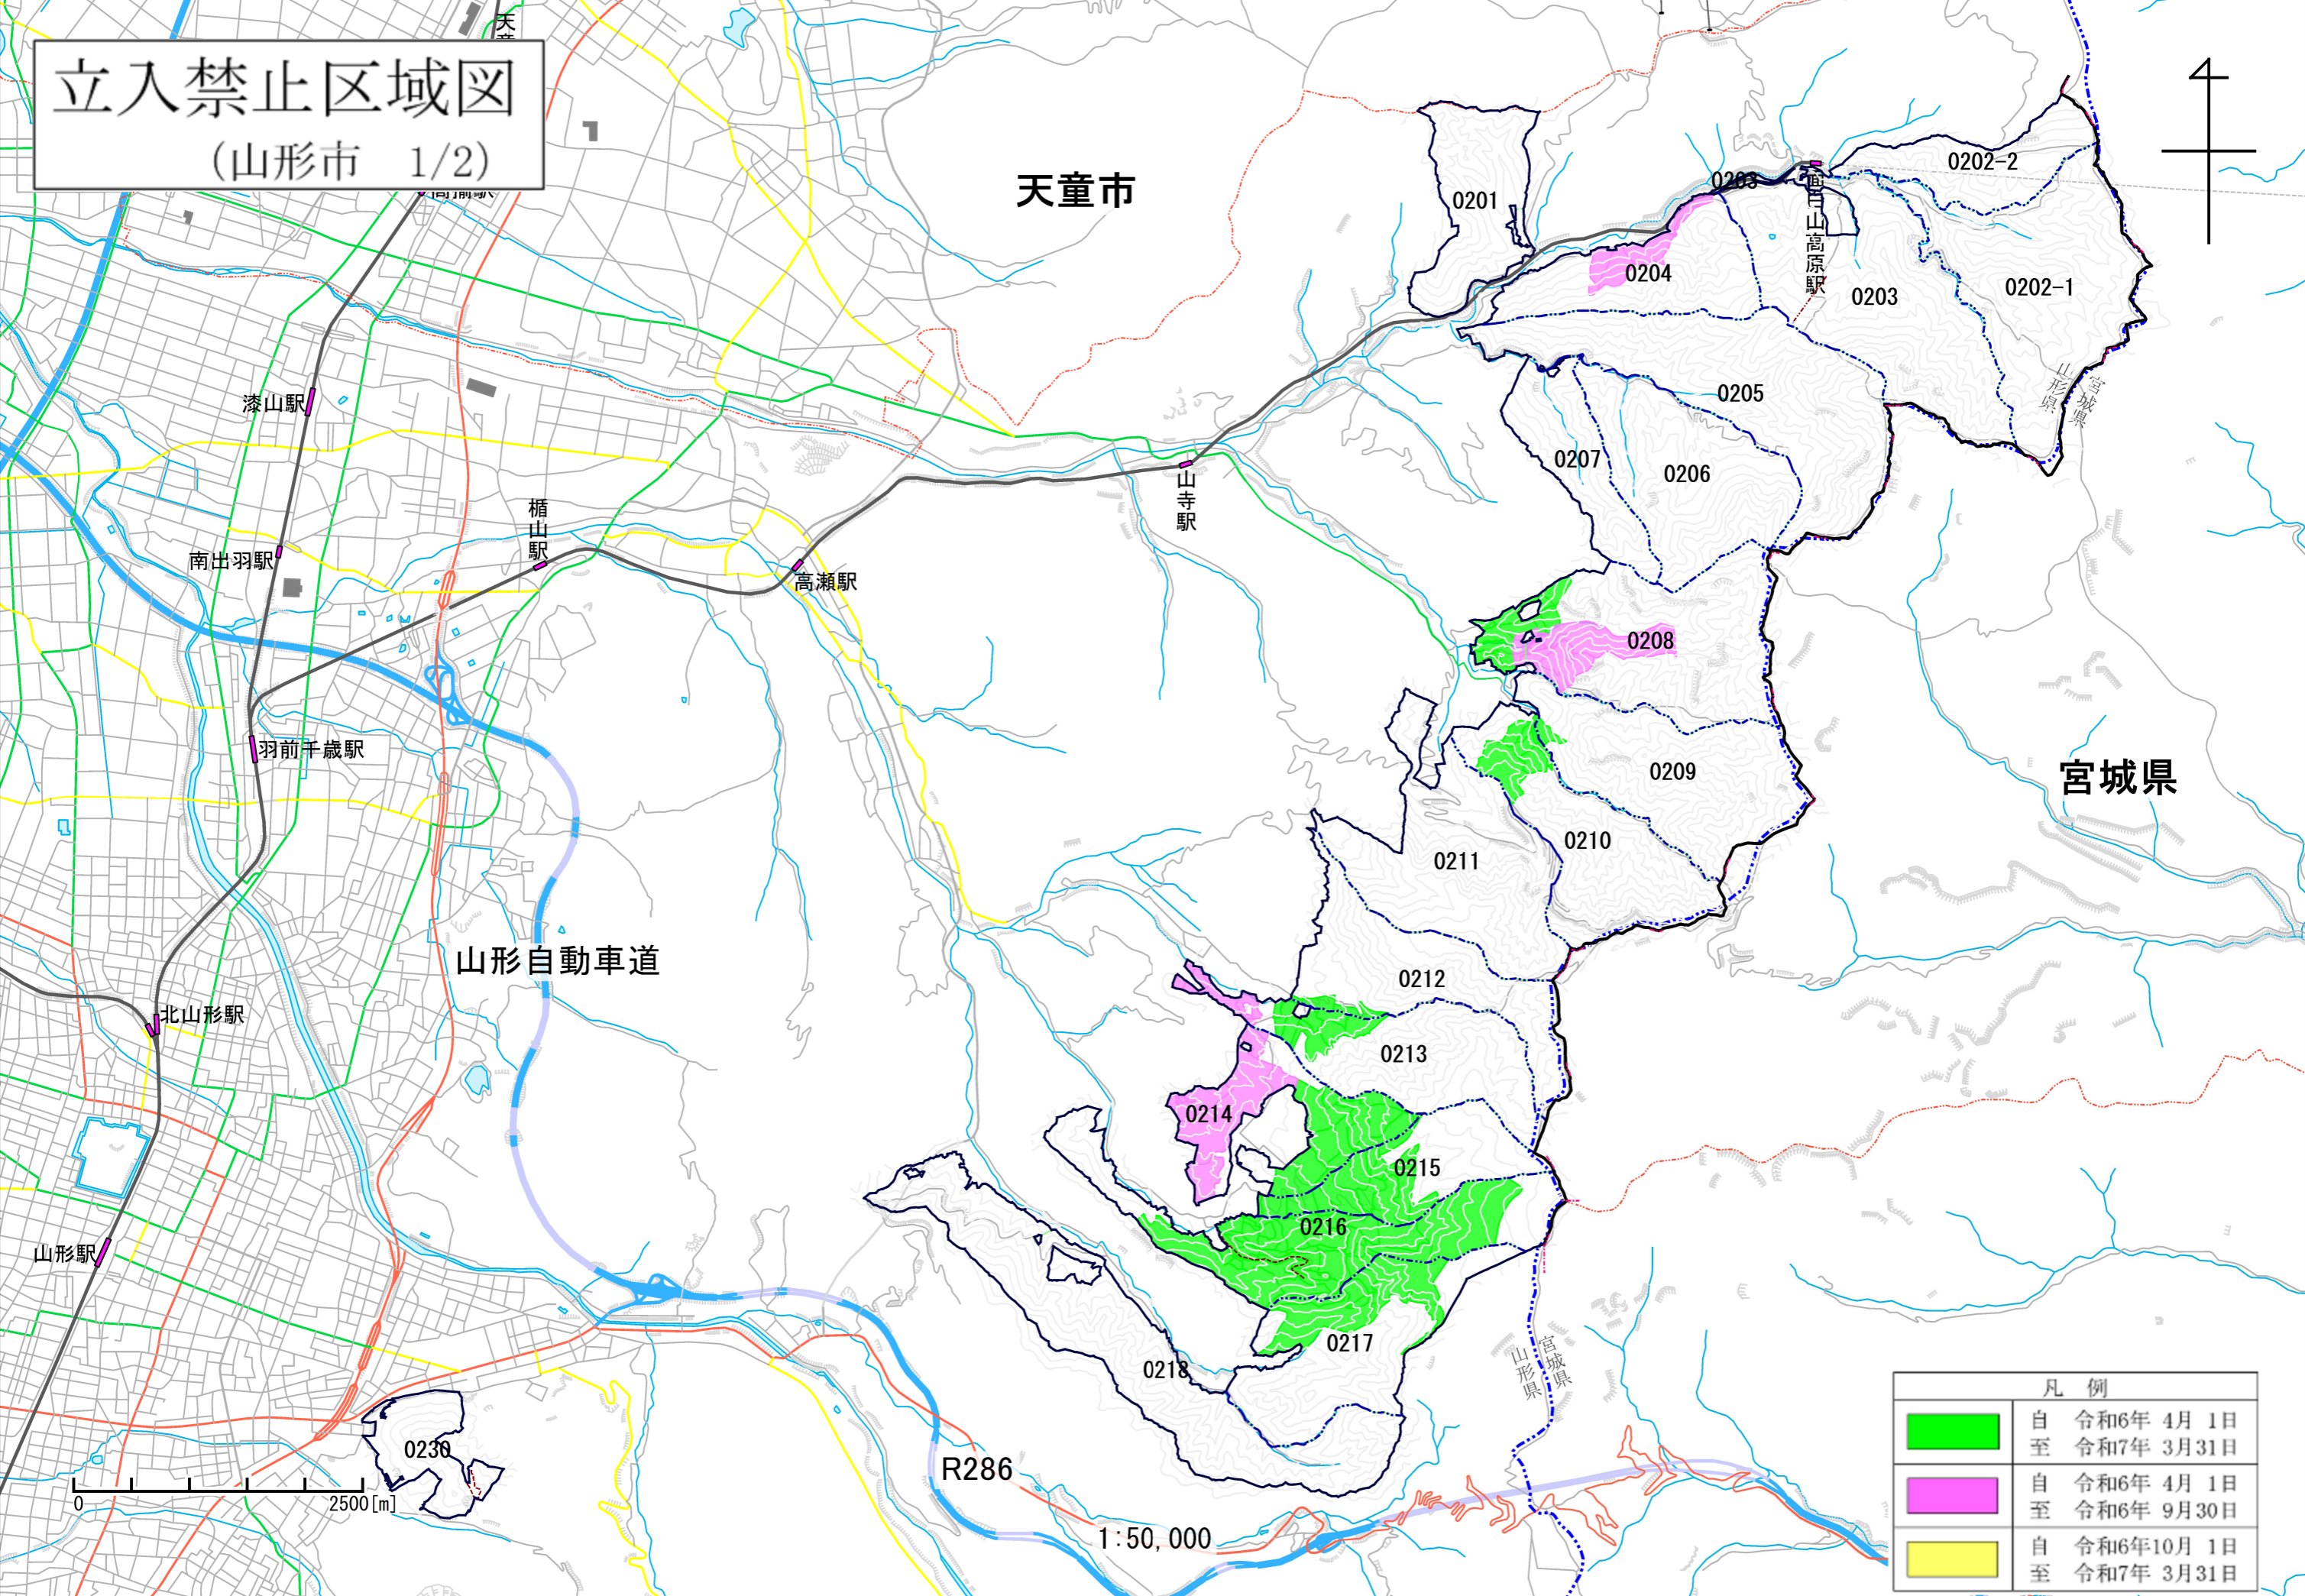 立入禁止区域図
(山形市 1/2)
天童市
0201
0202-2
0203
面白山高原駅
0204
0203
0202-1
宮城県
山形県
漆山駅
0205
0207
0206
山寺駅
楯山駅
南出羽駅
高瀬駅
0208
羽前千歳駅
0209
宮城県
0210
0211
山形自動車道
0212
北山形駅
0213
0214
0215
0216
山形駅
0217
0218
宮城県
山形県
0230
0 2500[m]
R286
1:50,000
凡 例
自 令和6年 4月 1日
至 令和7年 3月31日
自 令和6年 4月 1日
至 令和6年 9月30日
自 令和6年10月 1日
至 令和7年 3月31日